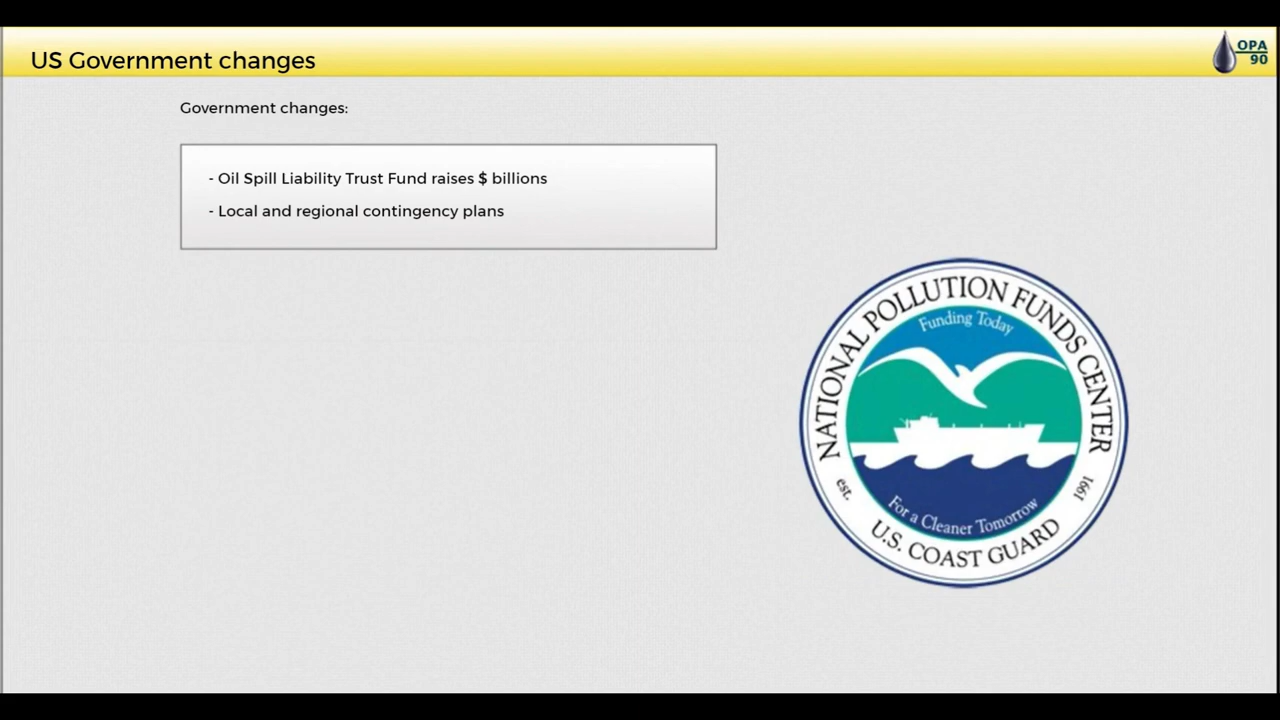 US Government changes
OPA
90
Government changes:
- Oil Spill Liability Trust Fund raises $ billions
- Local and regional contingency plans
NATIONAL POLLUTION FUNDS CENTER
Funding Today
est.
1991
For a Cleaner Tomorrow
U.S. COAST GUARD